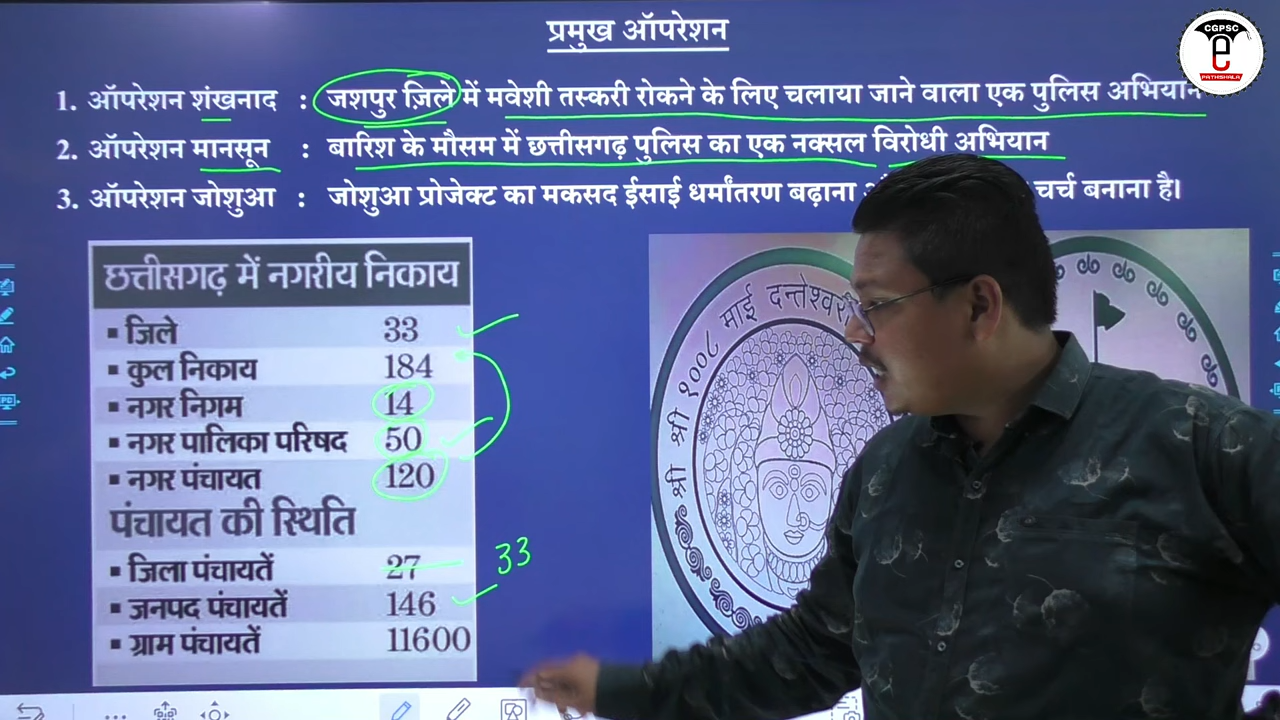 प्रमुख ऑपरेशन
CGPSC
e
PATHSHALA
1. ऑपरेशन शंखनाद : जशपुर ज़िले में मवेशी तस्करी रोकने के लिए चलाया जाने वाला एक पुलिस अभियान
2. ऑपरेशन मानसून : बारिश के मौसम में छत्तीसगढ़ पुलिस का एक नक्सल विरोधी अभियान
3. ऑपरेशन जोशुआ : जोशुआ प्रोजेक्ट का मकसद ईसाई धर्मांतरण बढ़ाना चर्च बनाना है।
छत्तीसगढ़ में नगरीय निकाय
▪ जिले 33
▪ कुल निकाय 184
▪ नगर निगम 14
▪ नगर पालिका परिषद 50
▪ नगर पंचायत 120
पंचायत की स्थिति
▪ जिला पंचायतें 27 33
▪ जनपद पंचायतें 146
▪ ग्राम पंचायतें 11600
श्री श्री १००८ माई दन्तेश्वरी